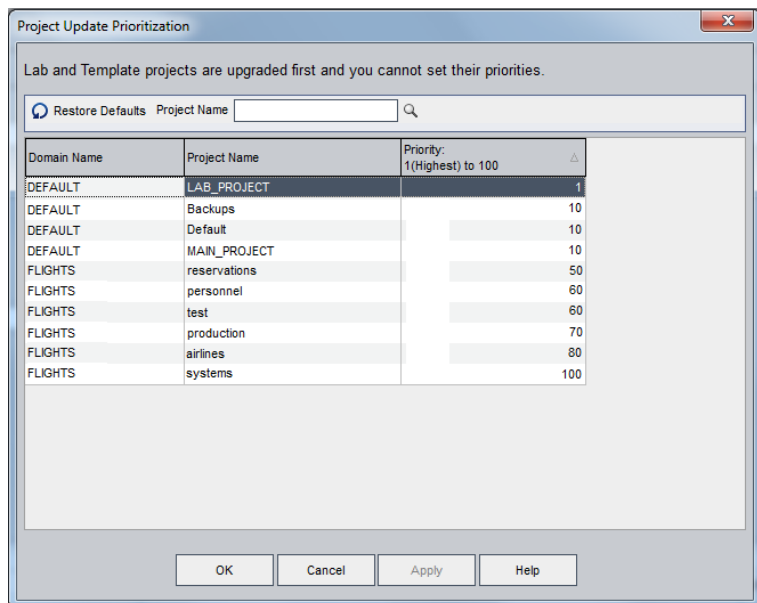 Project Update Prioritization
Lab and Template projects are upgraded first and you cannot set their priorities.
Restore Defaults Project Name
Domain Name Project Name Priority:
1(Highest) to 100
DEFAULT LAB_PROJECT 1
DEFAULT Backups 10
DEFAULT Default 10
DEFAULT MAIN_PROJECT 10
FLIGHTS reservations 50
FLIGHTS personnel 60
FLIGHTS test 60
FLIGHTS production 70
FLIGHTS airlines 80
FLIGHTS systems 100
OK Cancel Apply Help